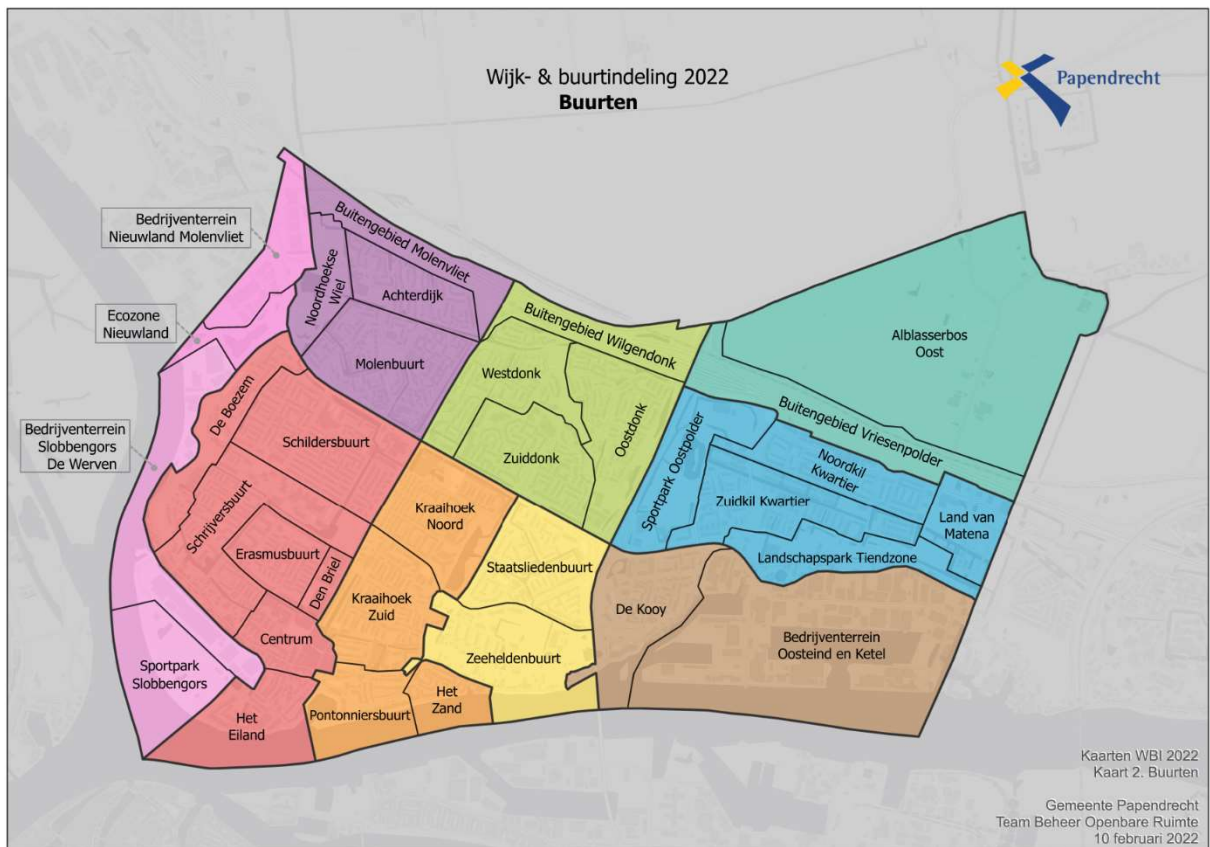 Wijk- & buurtindeling 2022
Buurten
Papendrecht
Bedrijventerrein
Nieuwland Molenvliet
Ecozone
Nieuwland
Bedrijventerrein
Slobbengors
De Werven
Buitengebied Molenvliet
Noordhoekse
Wiel
Achterdijk
Molenbuurt
Buitengebied Wilgendonk
Westdonk
Oostdonk
Zuiddonk
Alblasserbos
Oost
Buitengebied Vriesenpolder
De Boezem
Schildersbuurt
Schrijversbuurt
Erasmusbuurt
Den Briel
Centrum
Sportpark
Slobbengors
Het
Eiland
Kraaihoek
Noord
Kraaihoek
Zuid
Pontonniersbuurt
Het
Zand
Staatsliedenbuurt
Zeeheldenbuurt
Sportpark Oostpolder
Noordkil
Kwartier
Zuidkil Kwartier
Land van
Matena
Landschapspark Tiendzone
De Kooy
Bedrijventerrein
Oosteind en Ketel
Kaarten WBI 2022
Kaart 2. Buurten
Gemeente Papendrecht
Team Beheer Openbare Ruimte
10 februari 2022